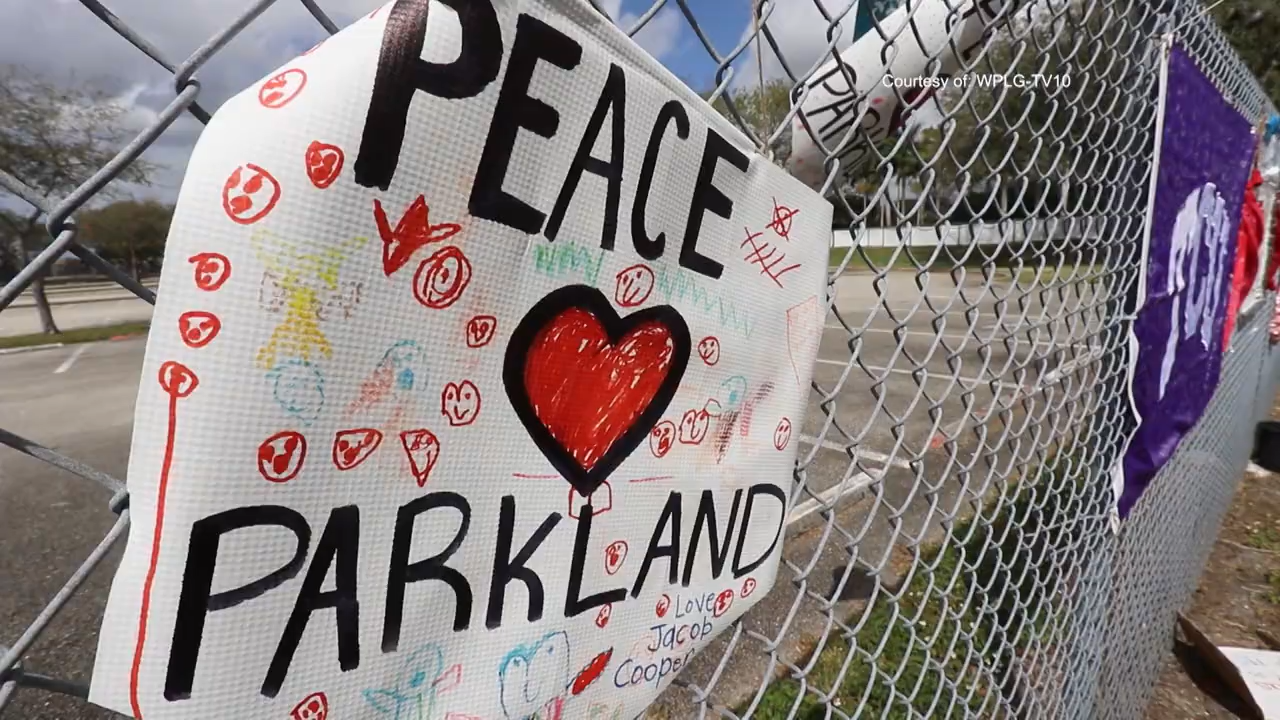 PEACE
PARKLAND
Love
Jacob
Cooper
Courtesy of: WPLG-TV10